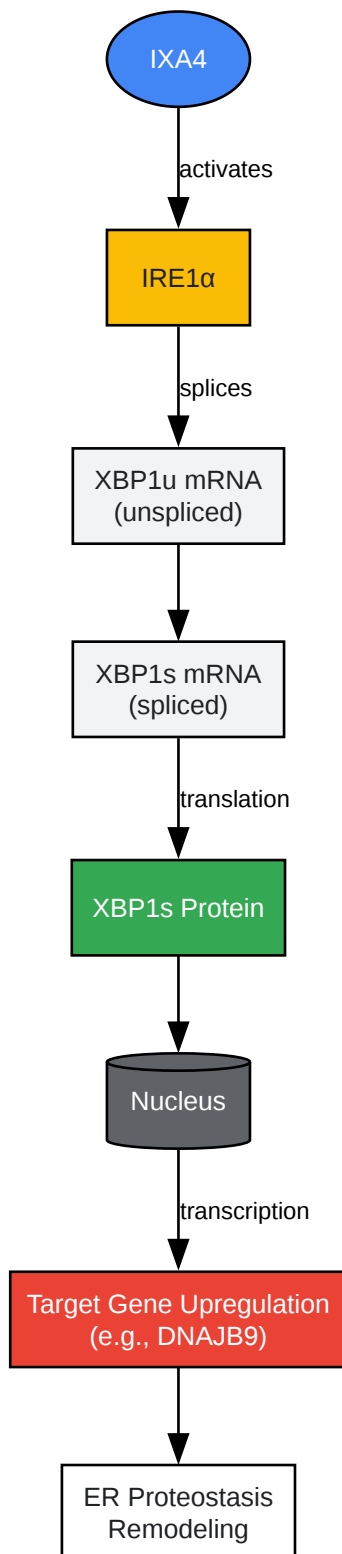 IXA4
activates
IRE1α
splices
XBP1u mRNA
(unspliced)
XBP1s mRNA
(spliced)
translation
XBP1s Protein
Nucleus
transcription
Target Gene Upregulation
(e.g., DNAJB9)
ER Proteostasis
Remodeling